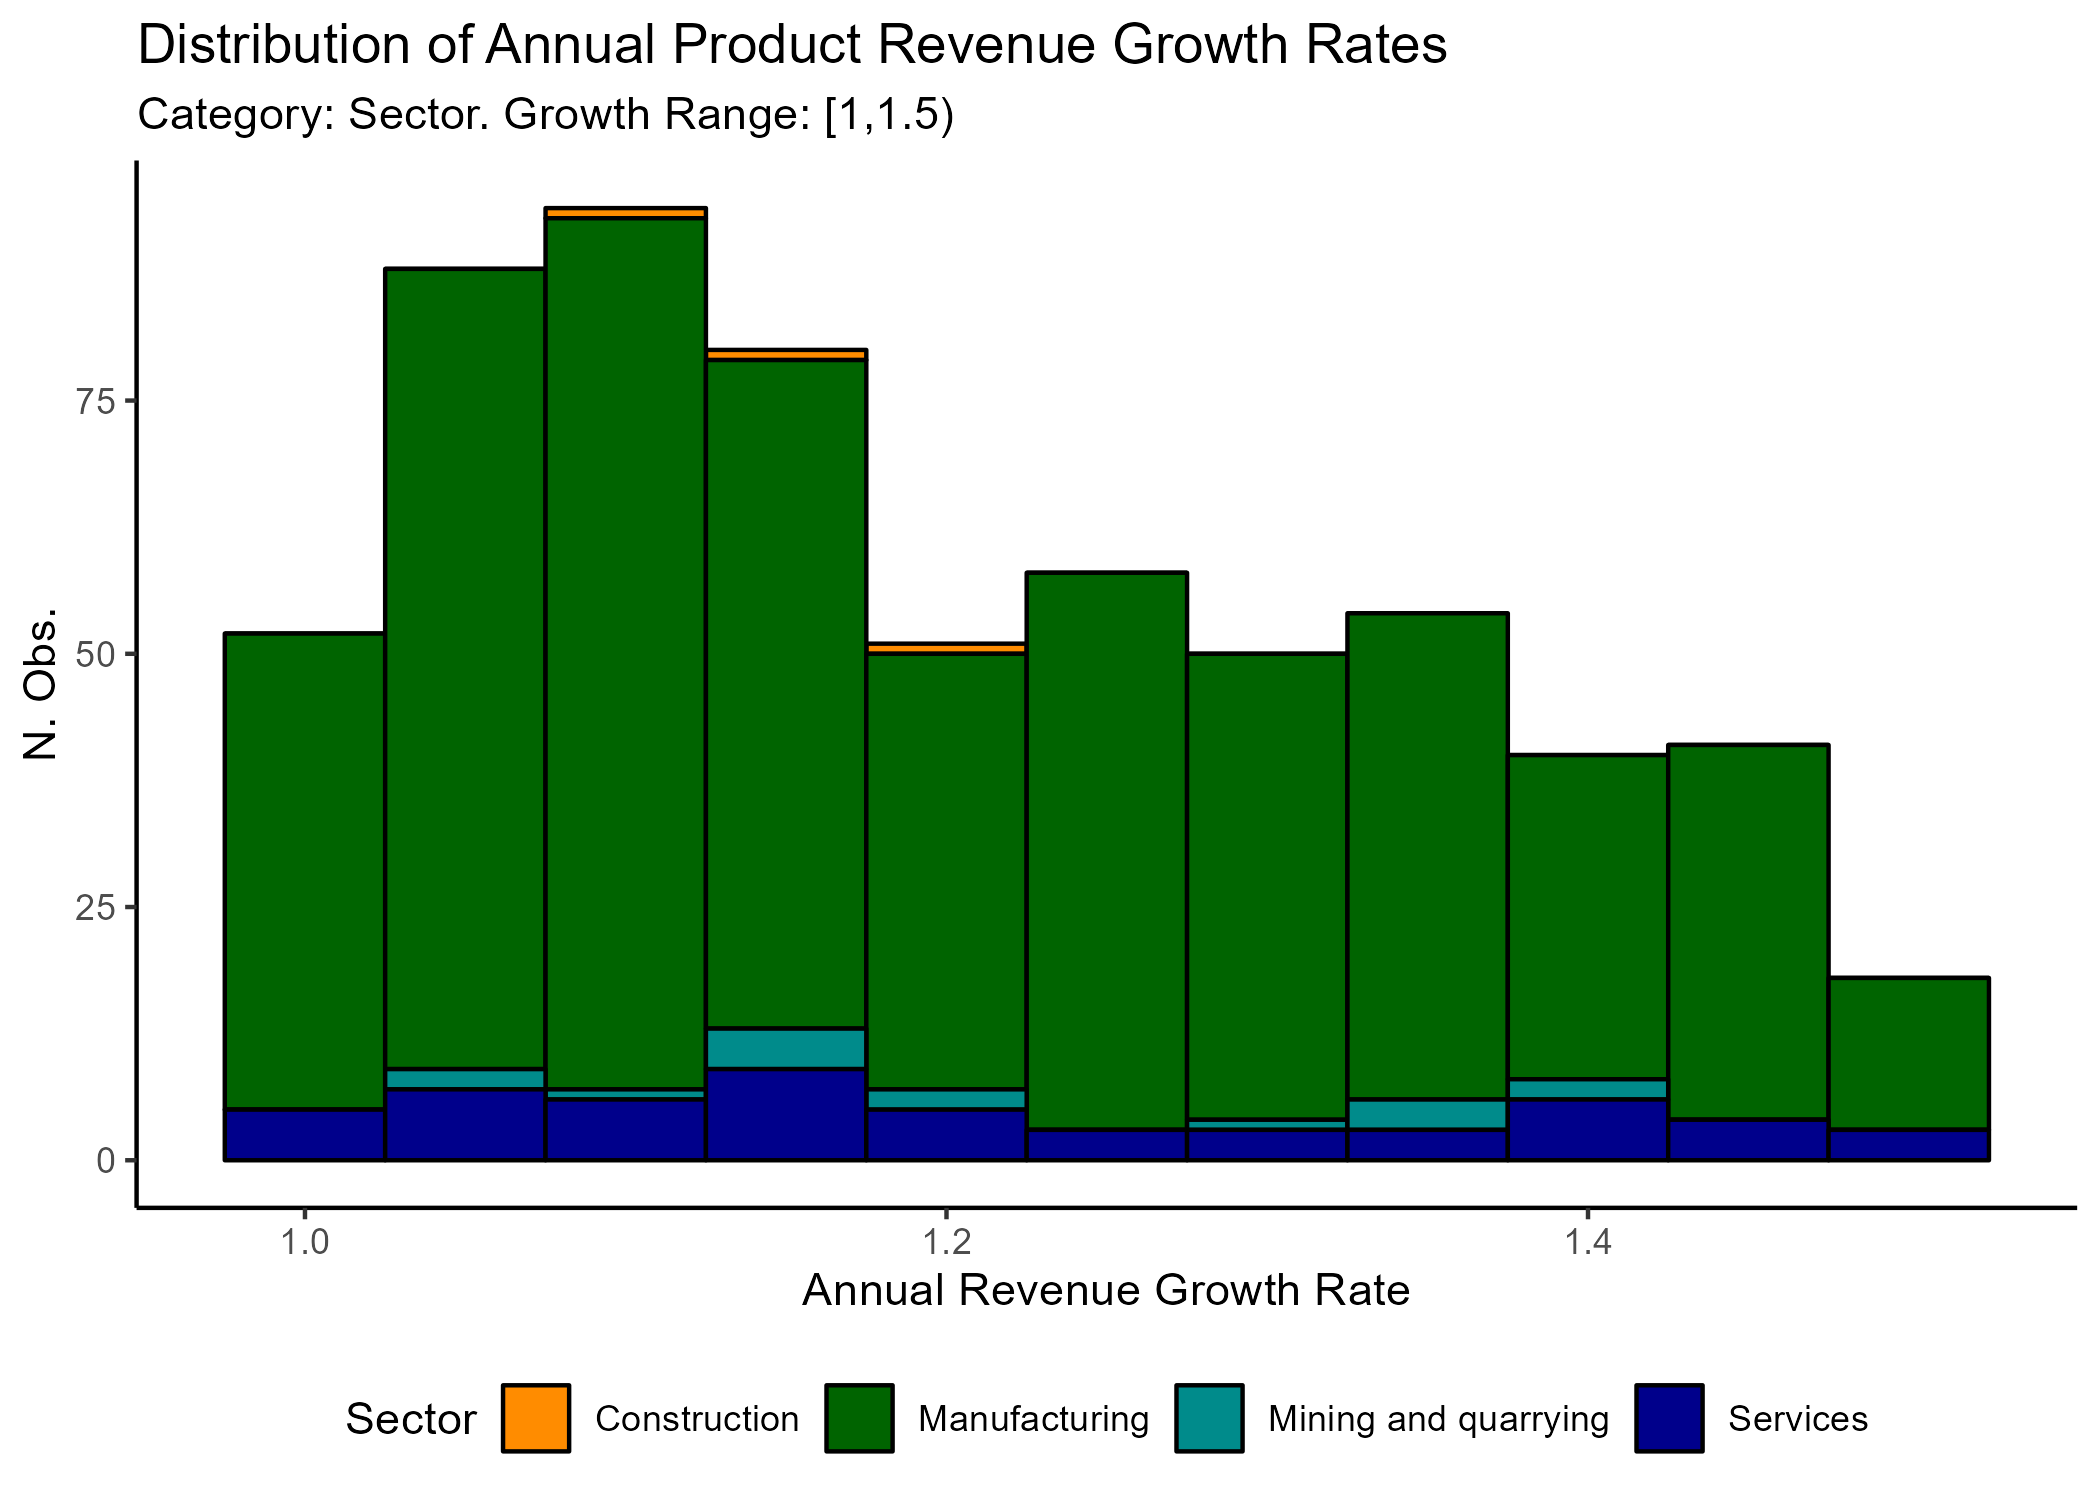 Distribution of Annual Product Revenue Growth Rates
Category: Sector. Growth Range: [1,1.5)
N. Obs.
75
50
25
0
1.0 1.2 1.4
Annual Revenue Growth Rate
Sector Construction Manufacturing Mining and quarrying Services